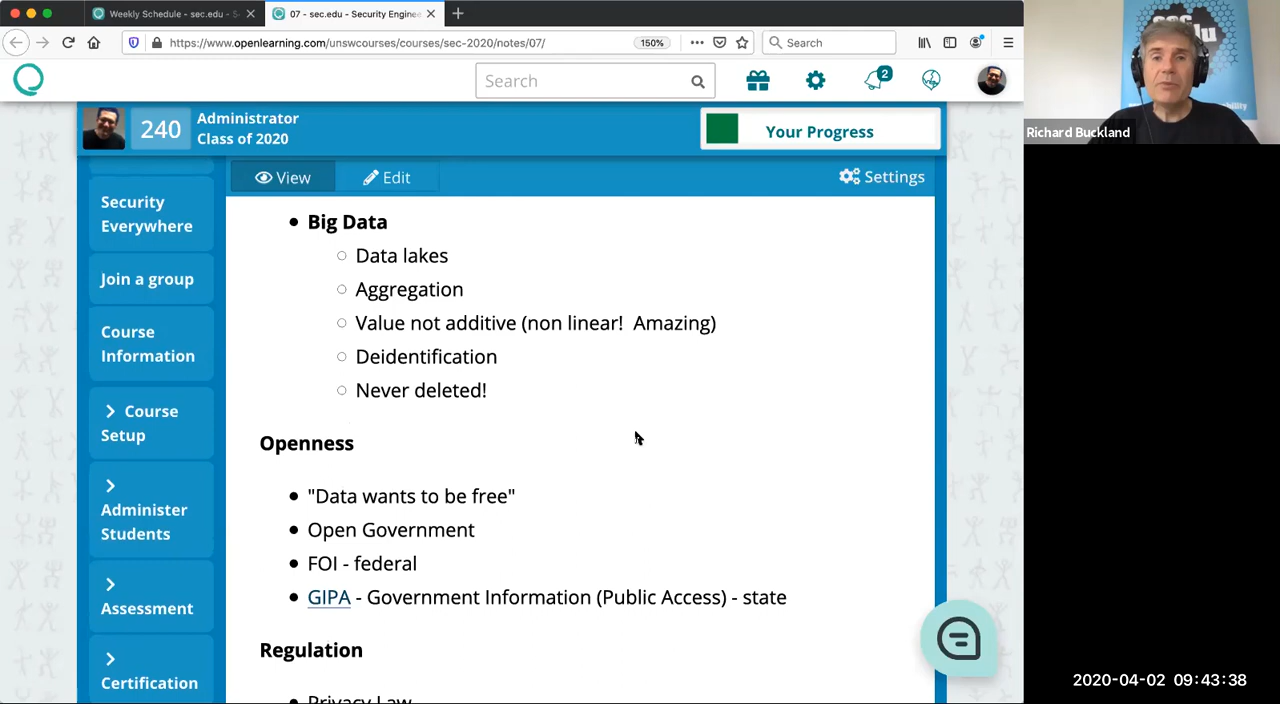 Weekly Schedule - sec.edu - 5
07 - sec.edu - Security Engine
https://www.openlearning.com/unswcourses/courses/sec-2020/notes/07/
150%
Search
Search
2
240
Administrator
Class of 2020
Your Progress
View
Edit
Settings
Security
Everywhere
Join a group
Course
Information
Course
Setup
Administer
Students
Assessment
Certification
Big Data
Data lakes
Aggregation
Value not additive (non linear!  Amazing)
Deidentification
Never deleted!
Openness
"Data wants to be free"
Open Government
FOI - federal
GIPA - Government Information (Public Access) - state
Regulation
Privacy Law
sec
Richard Buckland
2020-04-02 09:43:38